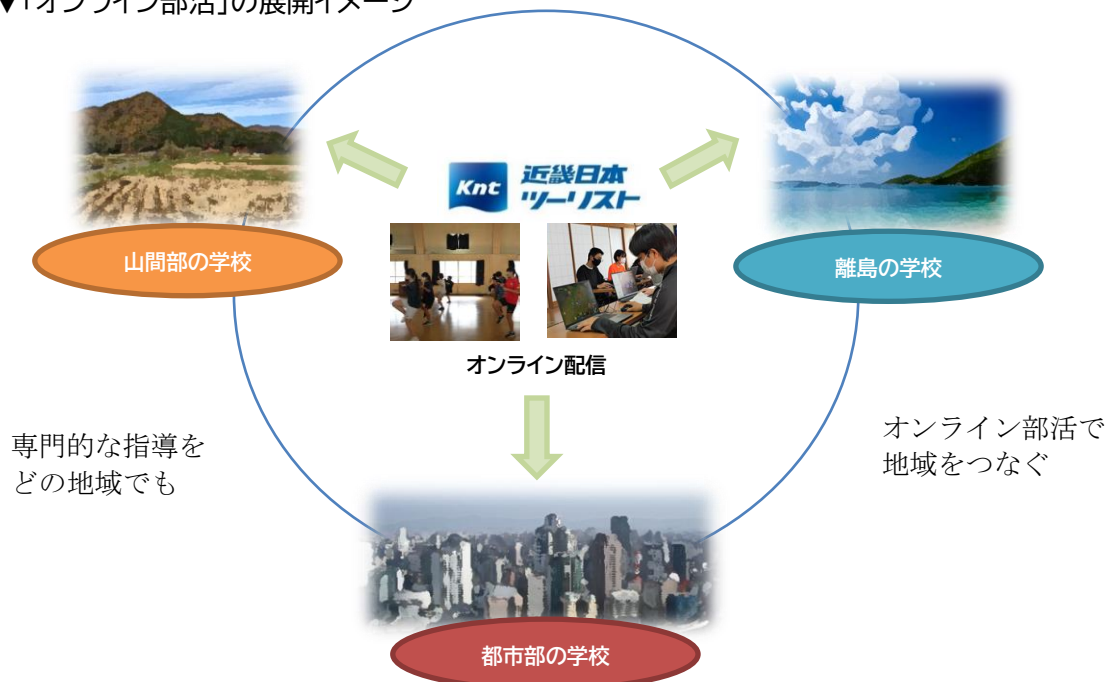 ▼「オンライン部活」の展開イメージ
Knt 近畿日本
ツーリスト
山間部の学校
離島の学校
オンライン配信
専門的な指導を
どの地域でも
オンライン部活で
地域をつなぐ
都市部の学校